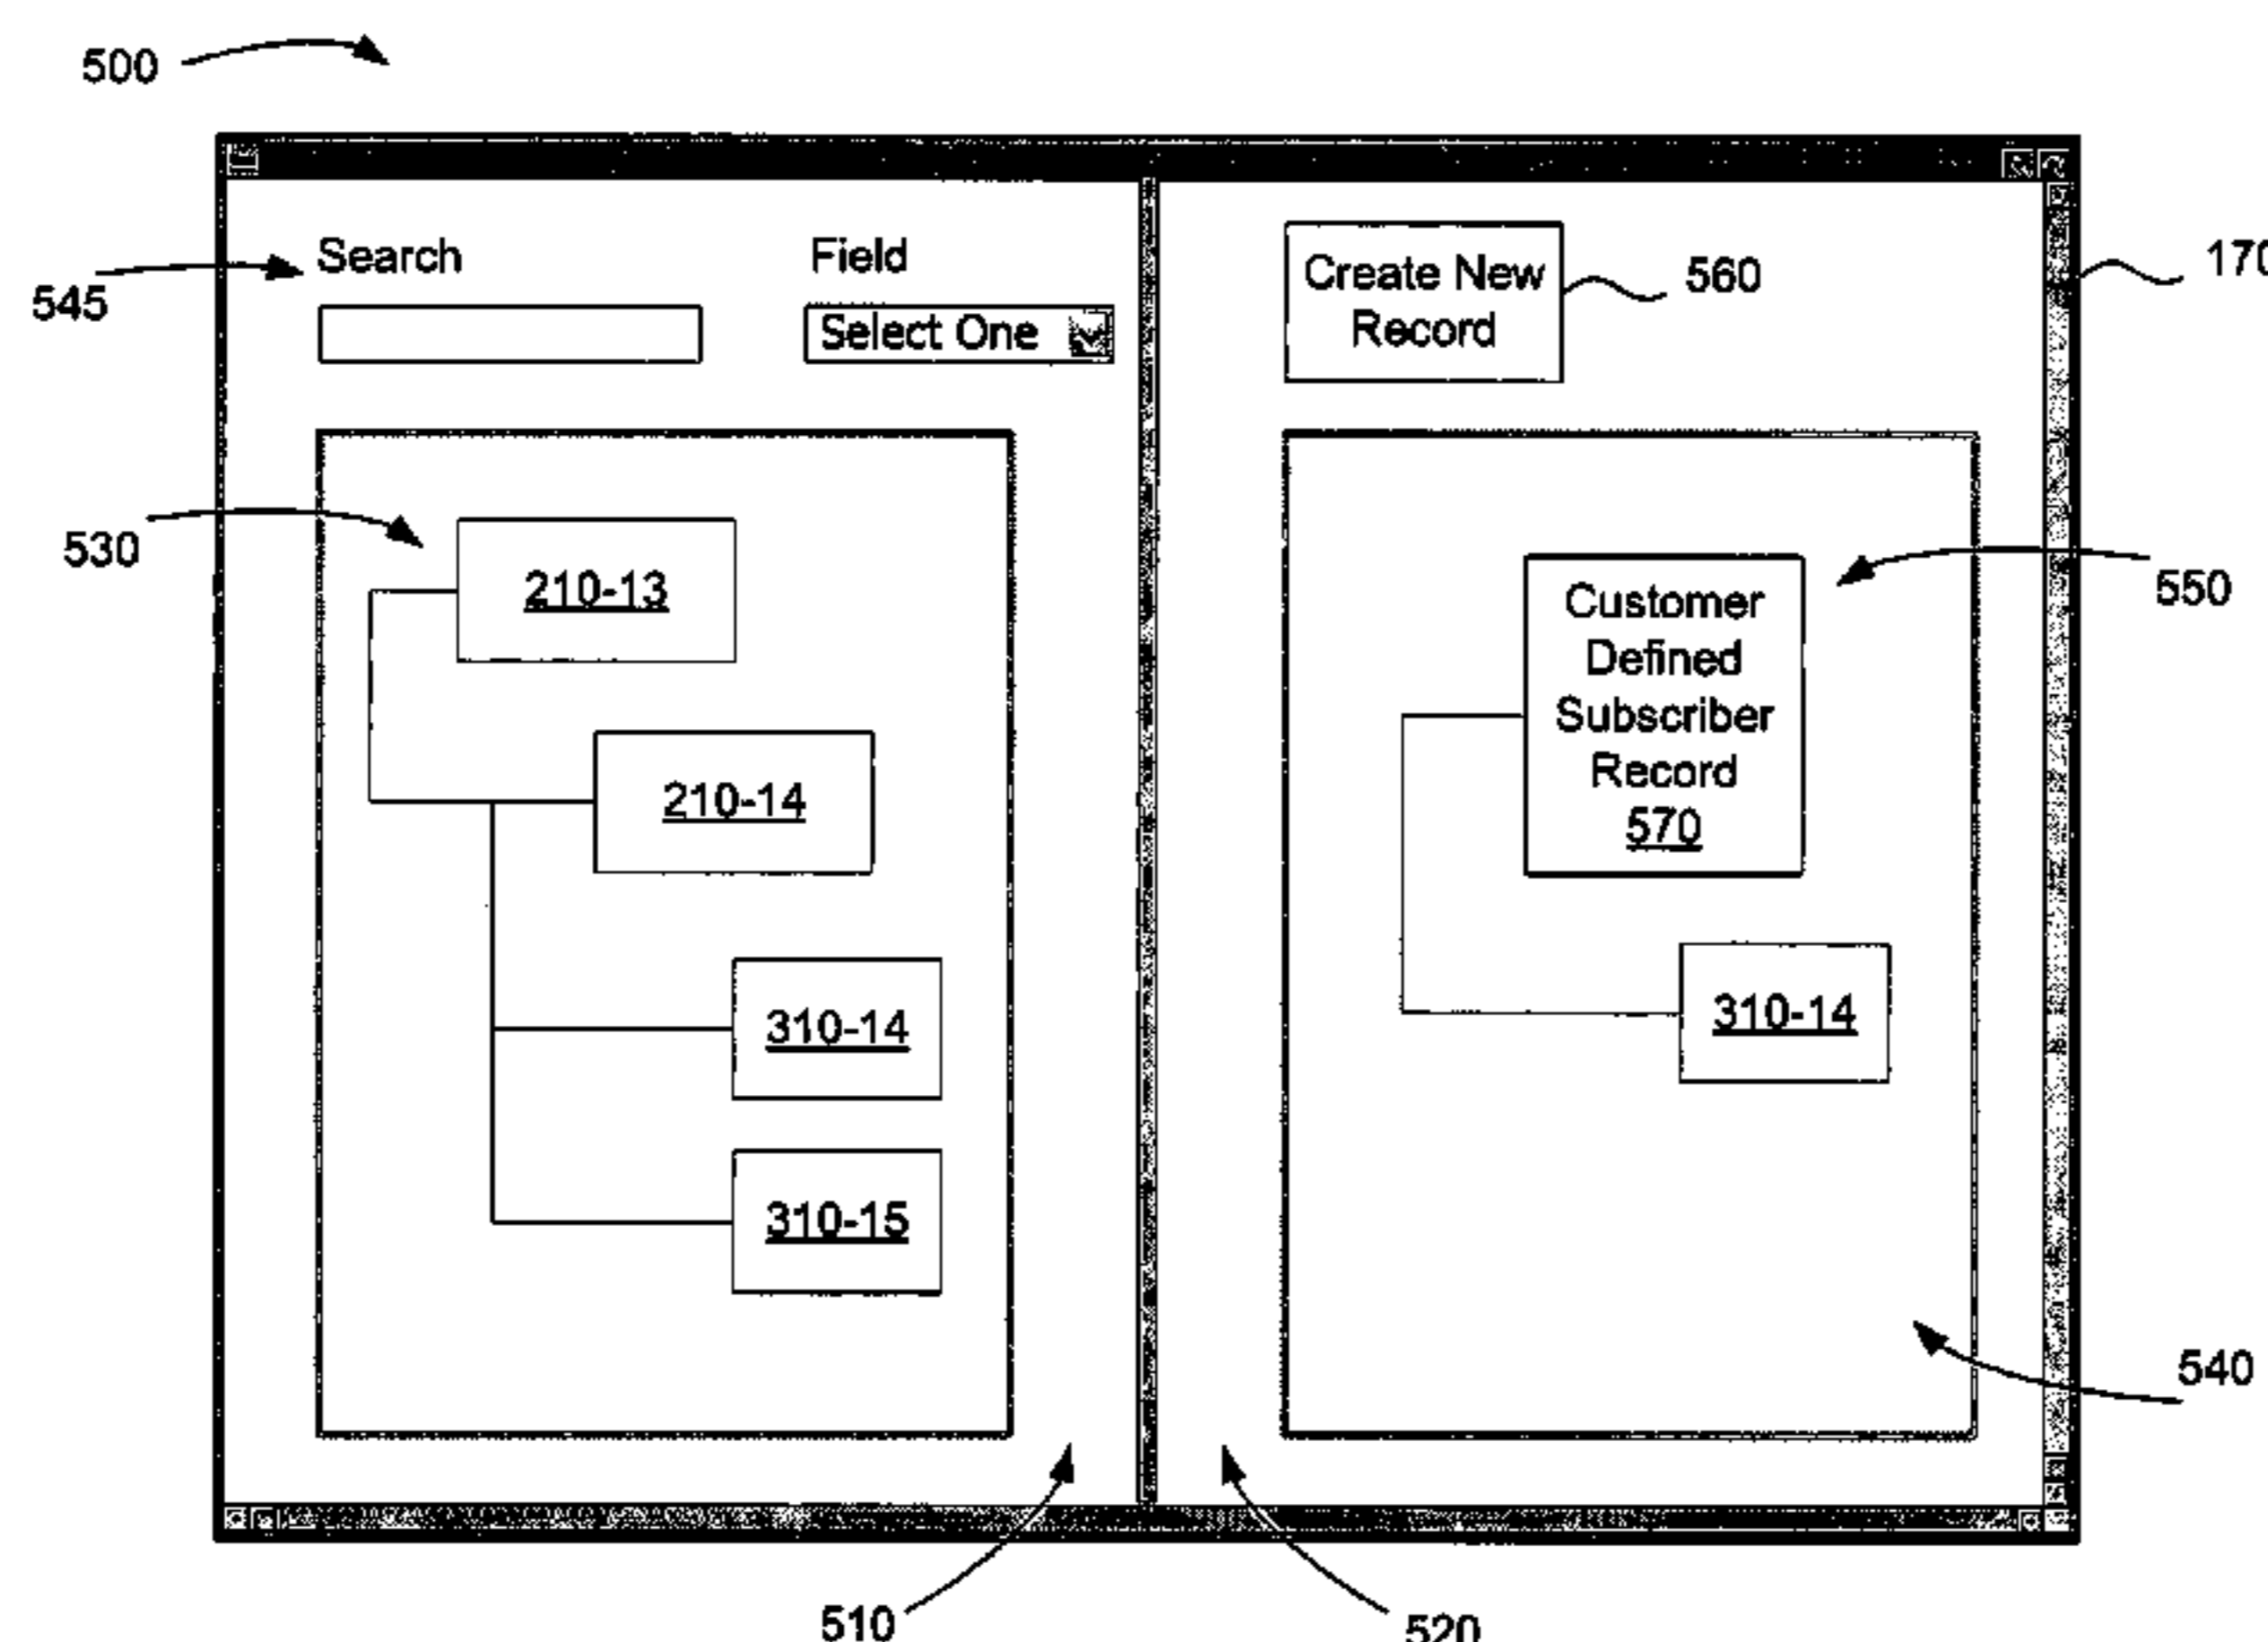 500
Search
Field
545
Select One
Create New
Record
560
170
530
210-13
210-14
310-14
310-15
Customer
Defined
Subscriber
Record
570
550
310-14
540
510
520